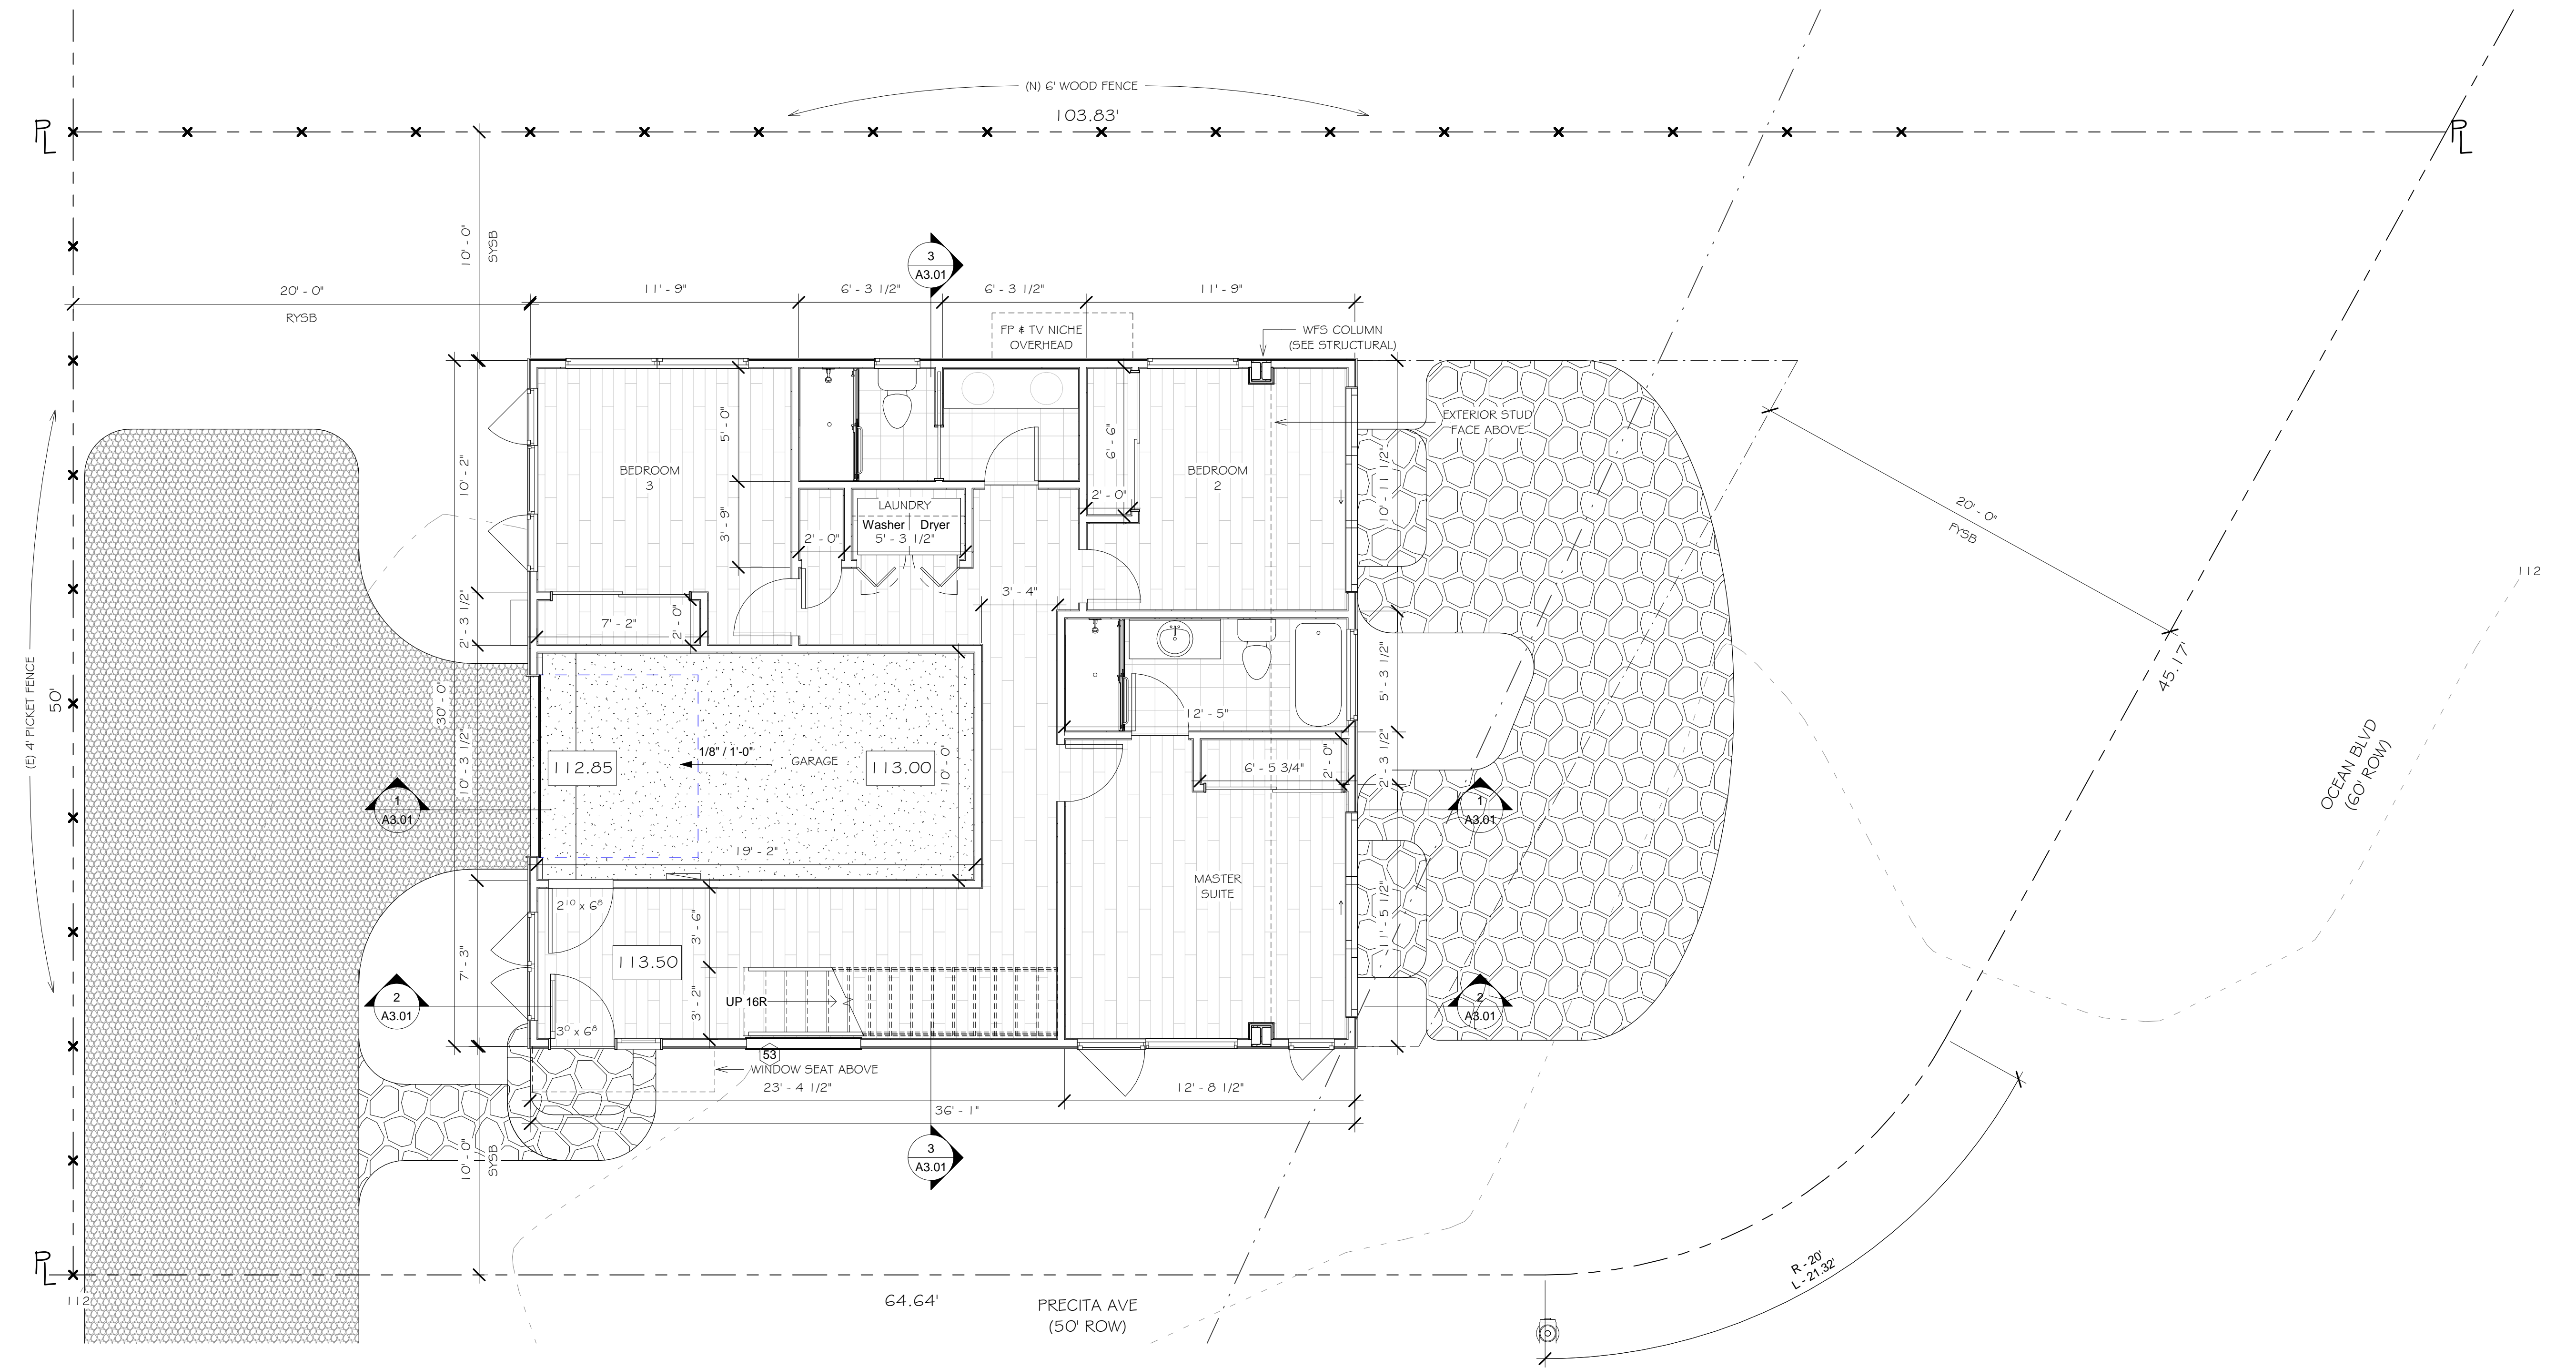 (N) 6' WOOD FENCE
103.83'
PL
PL
10' - 0"
SYSB
3
A3.01
20' - 0"
RYSB
11' - 9"
6' - 3 1/2"
6' - 3 1/2"
11' - 9"
FP & TV NICHE
OVERHEAD
WFS COLUMN
(SEE STRUCTURAL)
EXTERIOR STUD
FACE ABOVE
BEDROOM
3
5' - 0"
3' - 9"
10' - 2"
6' - 6"
2' - 0"
BEDROOM
2
10' - 11 1/2"
LAUNDRY
Washer
Dryer
2' - 0"
5' - 3 1/2"
3' - 4"
20' - 0"
FYSB
112
2' - 3 1/2"
7' - 2"
2' - 0"
(E) 4' PICKET FENCE
50'
30' - 0"
10' - 3 1/2"
5' - 3 1/2"
12' - 5"
45.17'
112.85
1/8" / 1'-0"
GARAGE
113.00
10' - 0"
6' - 5 3/4"
2' - 0"
2' - 3 1/2"
OCEAN BLVD
(60' ROW)
1
A3.01
1
A3.01
19' - 2"
MASTER
SUITE
11' - 5 1/2"
2¹⁰ x 6⁸
3' - 6"
7' - 3"
113.50
2
A3.01
UP 16R
3' - 2"
2
A3.01
3⁰ x 6⁸
53
WINDOW SEAT ABOVE
23' - 4 1/2"
12' - 8 1/2"
36' - 1"
10' - 0"
SYSB
3
A3.01
PL
112
64.64'
PRECITA AVE
(50' ROW)
R - 20'
L - 21.32'